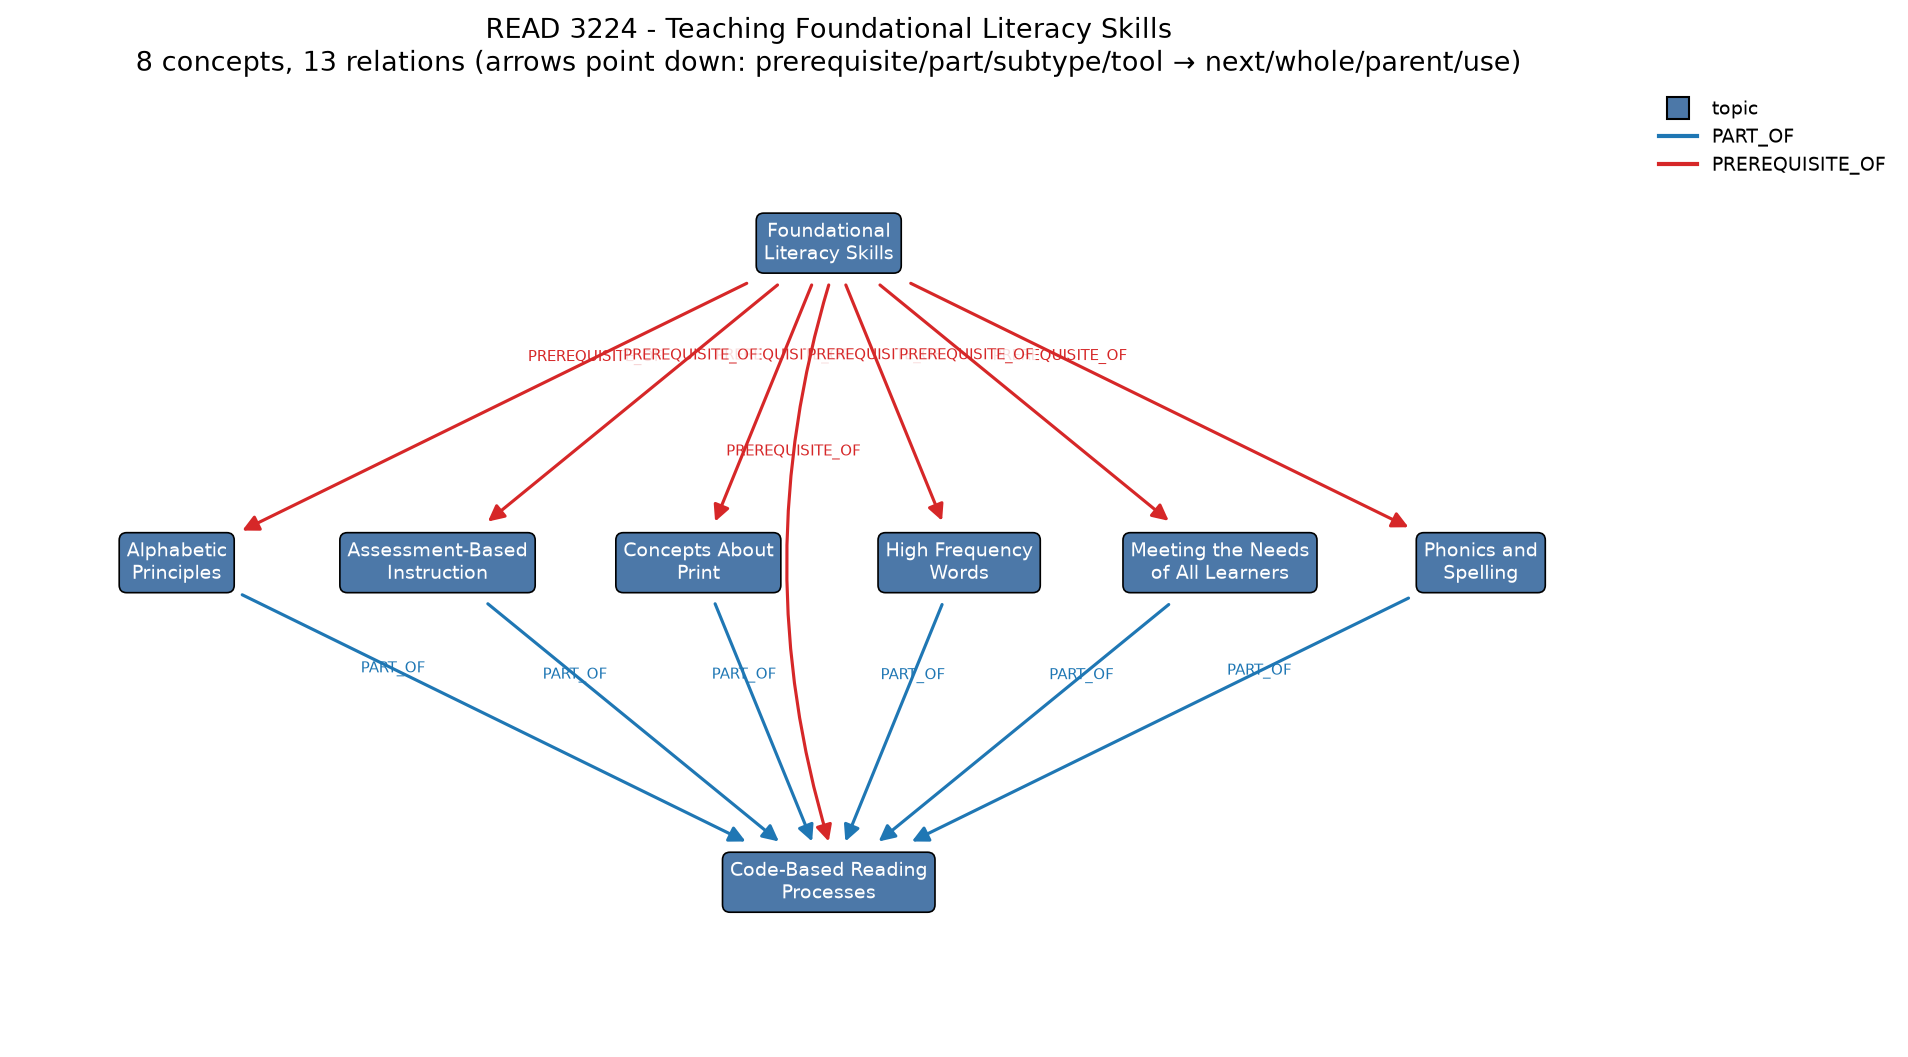 READ 3224 - Teaching Foundational Literacy Skills
8 concepts, 13 relations (arrows point down: prerequisite/part/subtype/tool → next/whole/parent/use)
topic
PART_OF
PREREQUISITE_OF
Foundational
Literacy Skills
PREREQUISITE_OF
PREREQUISITE_OF
Alphabetic
Principles
Assessment-Based
Instruction
Concepts About
Print
High Frequency
Words
Meeting the Needs
of All Learners
Phonics and
Spelling
PART_OF
PART_OF
PART_OF
PART_OF
PART_OF
PART_OF
PREREQUISITE_OF
Code-Based Reading
Processes